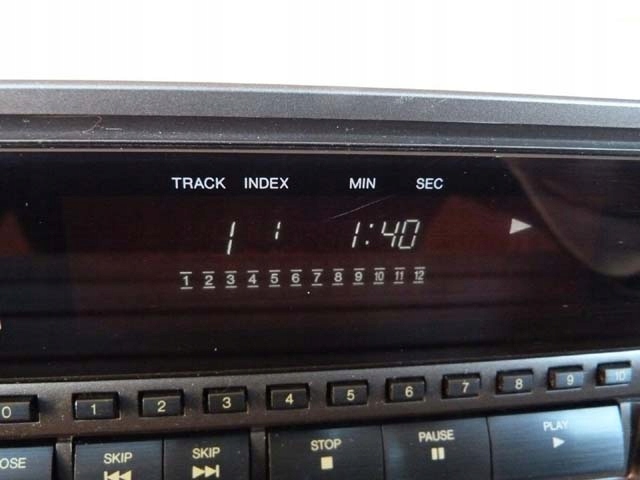 TRACK INDEX MIN SEC
1 1 1:40
1 2 3 4 5 6 7 8 9 10 11 12
0 1 2 3 4 5 6 7 8 9 10
OSE SKIP SKIP STOP PAUSE PLAY